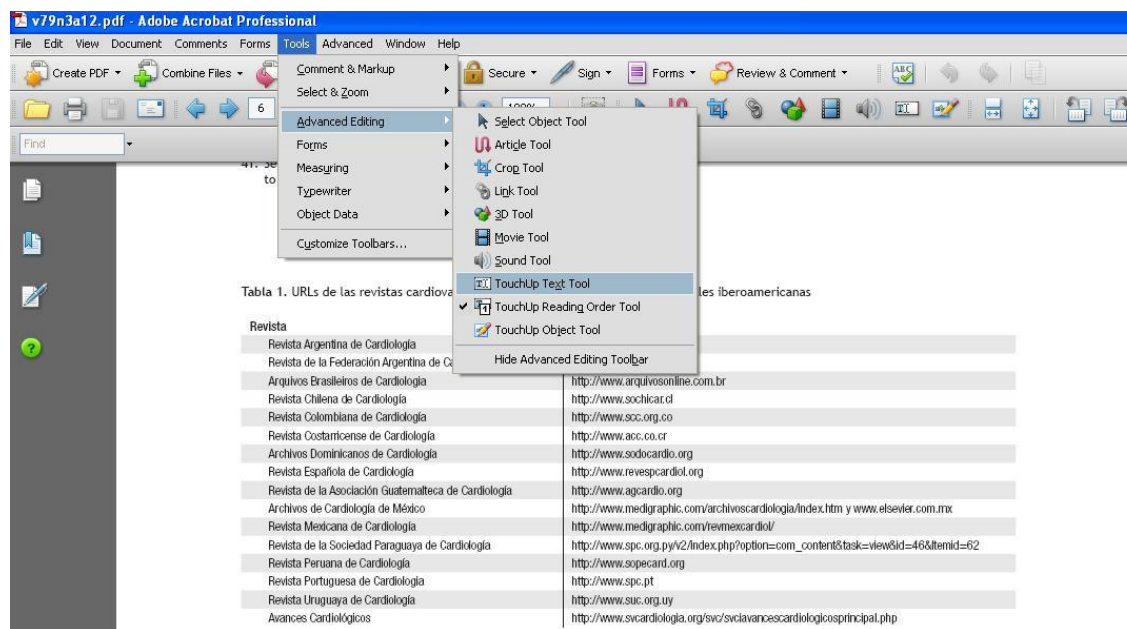 v79n3a12.pdf - Adobe Acrobat Professional
File Edit View Document Comments Forms Tools Advanced Window Help
Create PDF Combine Files Secure Sign Forms Review & Comment
6
Find
Comment & Markup
Select & Zoom
Advanced Editing
Forms
Measuring
Typewriter
Object Data
Customize Toolbars...
Select Object Tool
Article Tool
Crop Tool
Link Tool
3D Tool
Movie Tool
Sound Tool
TouchUp Text Tool
TouchUp Reading Order Tool
TouchUp Object Tool
Hide Advanced Editing Toolbar
to
Tabla 1. URLs de las revistas cardiova les iberoamericanas
Revista
Revista Argentina de Cardiología
Revista de la Federación Argentina de Ca
Arquivos Brasileiros de Cardiologia http://www.arquivosonline.com.br
Revista Chilena de Cardiología http://www.sochicar.cl
Revista Colombiana de Cardiología http://www.scc.org.co
Revista Costarricense de Cardiología http://www.acc.co.cr
Archivos Dominicanos de Cardiología http://www.sodocardio.org
Revista Española de Cardiología http://www.revespcardiol.org
Revista de la Asociación Guatemalteca de Cardiología http://www.agcardio.org
Archivos de Cardiología de México http://www.medigraphic.com/archivoscardiologia/index.htm y www.elsevier.com.mx
Revista Mexicana de Cardiología http://www.medigraphic.com/revmexcardiol/
Revista de la Sociedad Paraguaya de Cardiología http://www.spc.org.py/v2/index.php?option=com_content&task=view&id=46&Itemid=62
Revista Peruana de Cardiología http://www.sopecard.org
Revista Portuguesa de Cardiologia http://www.spc.pt
Revista Uruguaya de Cardiología http://www.suc.org.uy
Avances Cardiológicos http://www.svcardiologia.org/svc/svciavancescardiologicosprincipal.php